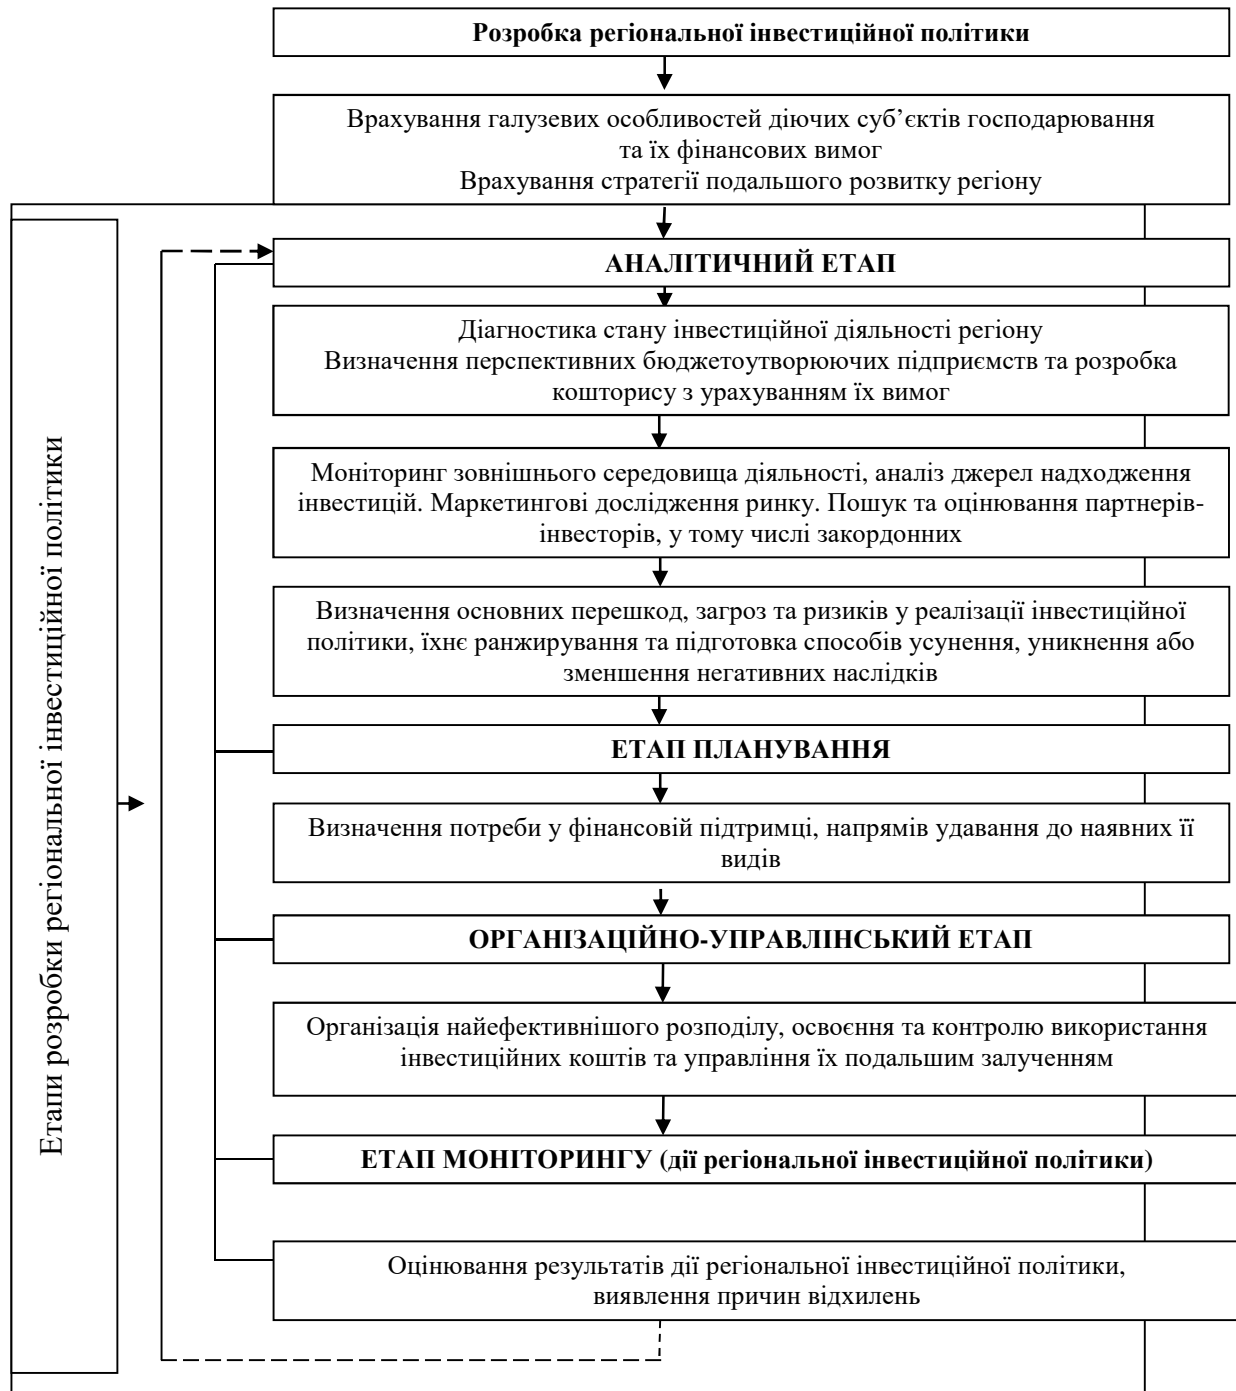 Розробка регіональної інвестиційної політики
Врахування галузевих особливостей діючих суб’єктів господарювання
та їх фінансових вимог
Врахування стратегії подальшого розвитку регіону
Етапи розробки регіональної інвестиційної політики
АНАЛІТИЧНИЙ ЕТАП
Діагностика стану інвестиційної діяльності регіону
Визначення перспективних бюджетоутворюючих підприємств та розробка
кошторису з урахуванням їх вимог
Моніторинг зовнішнього середовища діяльності, аналіз джерел надходження
інвестицій. Маркетингові дослідження ринку. Пошук та оцінювання партнерів-
інвесторів, у тому числі закордонних
Визначення основних перешкод, загроз та ризиків у реалізації інвестиційної
політики, їхнє ранжирування та підготовка способів усунення, уникнення або
зменшення негативних наслідків
ЕТАП ПЛАНУВАННЯ
Визначення потреби у фінансовій підтримці, напрямів удавання до наявних її
видів
ОРГАНІЗАЦІЙНО-УПРАВЛІНСЬКИЙ ЕТАП
Організація найефективнішого розподілу, освоєння та контролю використання
інвестиційних коштів та управління їх подальшим залученням
ЕТАП МОНІТОРИНГУ (дії регіональної інвестиційної політики)
Оцінювання результатів дії регіональної інвестиційної політики,
виявлення причин відхилень